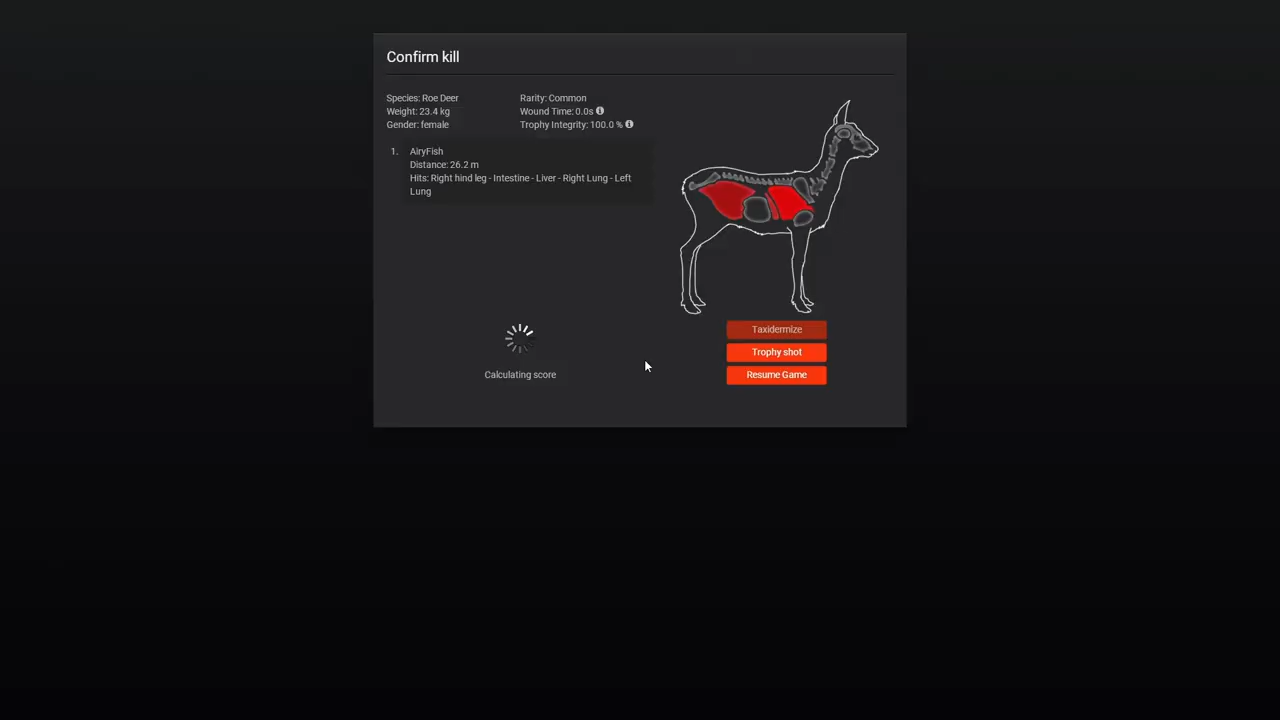 Confirm kill
Species: Roe Deer
Rarity: Common
Weight: 23.4 kg
Wound Time: 0.0s
Gender: female
Trophy Integrity: 100.0 %
1. AiryFish
Distance: 26.2 m
Hits: Right hind leg - Intestine - Liver - Right Lung - Left
Lung
Taxidermize
Trophy shot
Calculating score
Resume Game